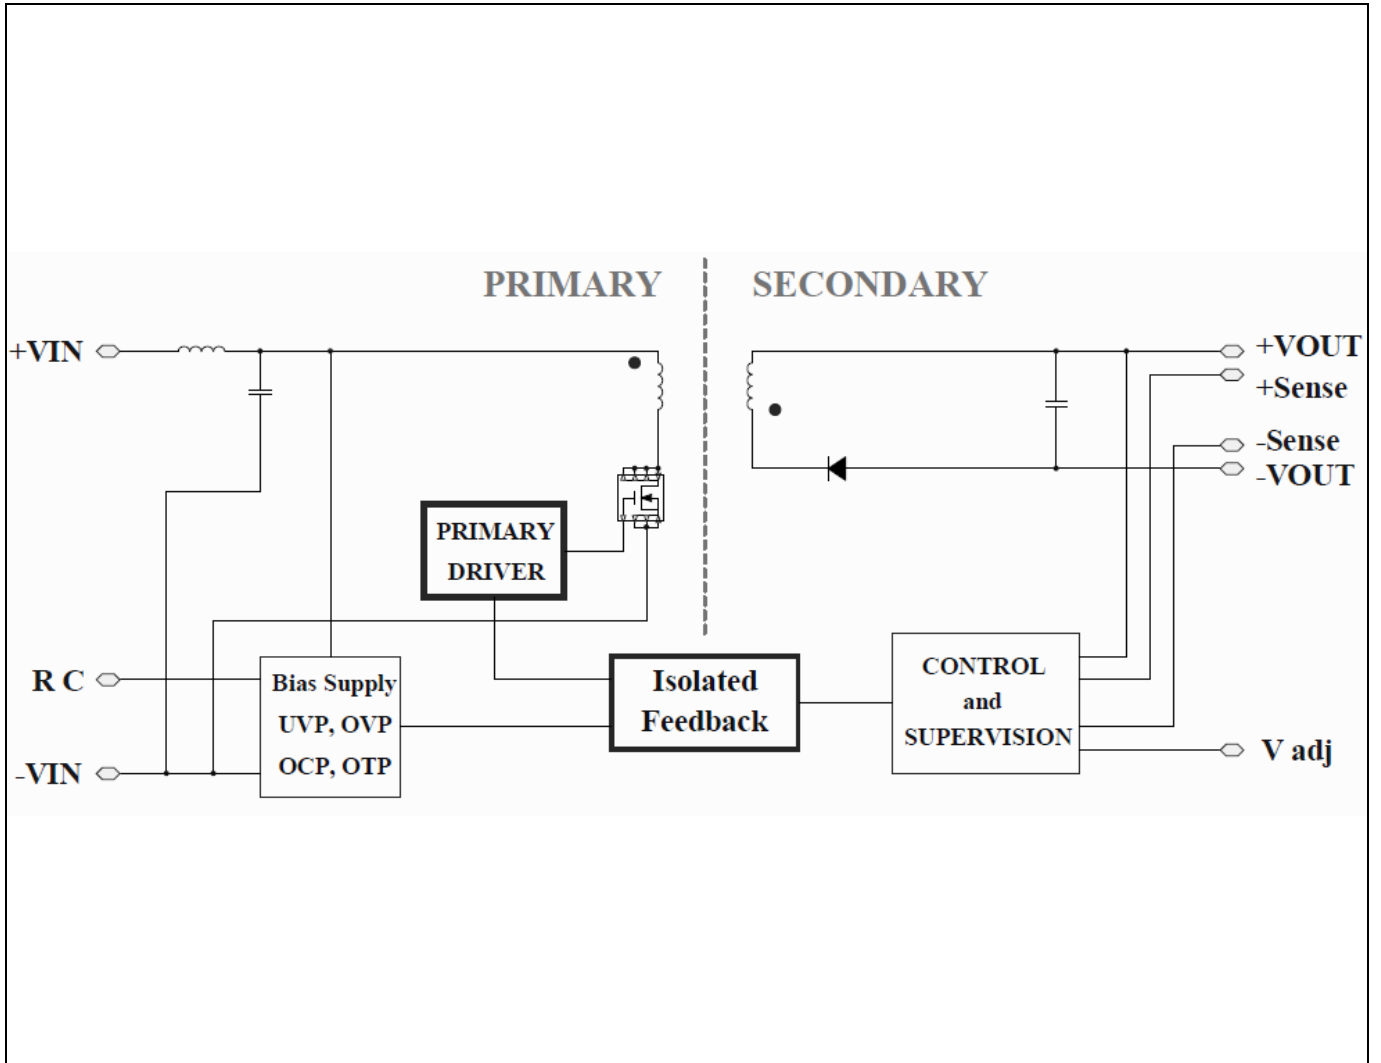 PRIMARY
SECONDARY
+VIN
+VOUT
+Sense
-Sense
-VOUT
PRIMARY
DRIVER
R C
Bias Supply
UVP, OVP
OCP, OTP
-VIN
Isolated
Feedback
CONTROL
and
SUPERVISION
V adj